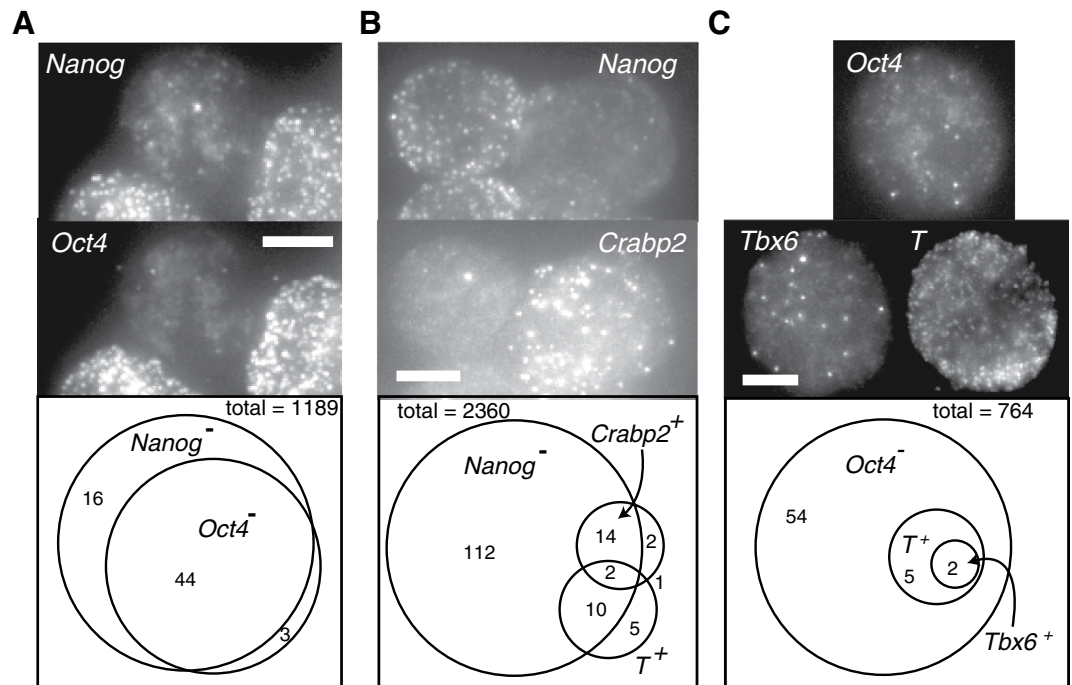 A
B
C
Nanog
Oct4
Nanog
Crabp2
Oct4
Tbx6
T
total = 1189
Nanog-
16
Oct4-
44
3
total = 2360
Crabp2+
Nanog-
14
2
112
2
1
10
5
T+
total = 764
Oct4-
54
T+
5
2
Tbx6+